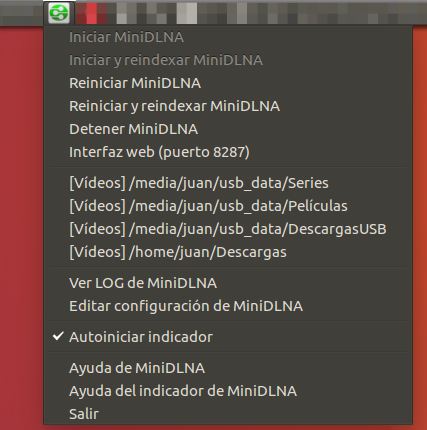 Iniciar MiniDLNA
Iniciar y reindexar MiniDLNA
Reiniciar MiniDLNA
Reiniciar y reindexar MiniDLNA
Detener MiniDLNA
Interfaz web (puerto 8287)
[Vídeos] /media/juan/usb_data/Series
[Vídeos] /media/juan/usb_data/Películas
[Vídeos] /media/juan/usb_data/DescargasUSB
[Vídeos] /home/juan/Descargas
Ver LOG de MiniDLNA
Editar configuración de MiniDLNA
Autoiniciar indicador
Ayuda de MiniDLNA
Ayuda del indicador de MiniDLNA
Salir